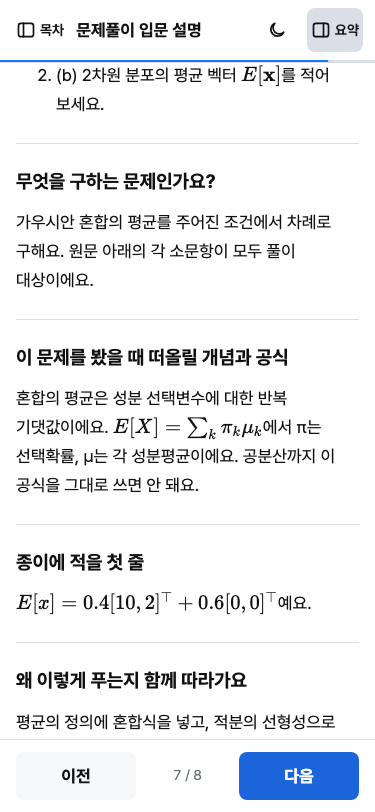 목차 문제풀이 입문 설명 요약
2. (b) 2차원 분포의 평균 벡터 E[x]를 적어
보세요.
무엇을 구하는 문제인가요?
가우시안 혼합의 평균를 주어진 조건에서 차례로
구해요. 원문 아래의 각 소문항이 모두 풀이
대상이에요.
이 문제를 봤을 때 떠올릴 개념과 공식
혼합의 평균은 성분 선택변수에 대한 반복
기댓값이에요. E[X] = ∑ₖ πₖμₖ에서 π는
선택확률, μ는 각 성분평균이에요. 공분산까지 이
공식을 그대로 쓰면 안 돼요.
종이에 적을 첫 줄
E[x] = 0.4[10, 2]⊤ + 0.6[0, 0]⊤예요.
왜 이렇게 푸는지 함께 따라가요
평균의 정의에 혼합식을 넣고, 적분의 선형성으로
이전 7 / 8 다음